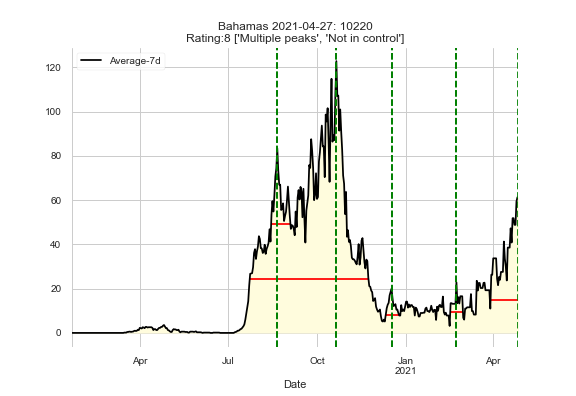 Bahamas 2021-04-27: 10220
Rating:8 ['Multiple peaks', 'Not in control']
Average-7d
120
100
80
60
40
20
0
Apr
Jul
Oct
Jan
2021
Apr
Date